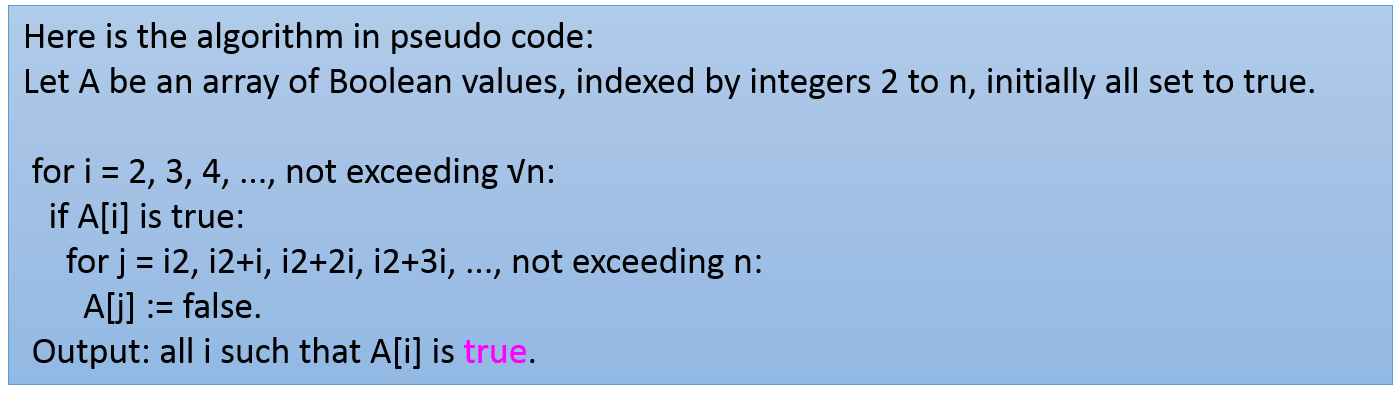 Here is the algorithm in pseudo code:
Let A be an array of Boolean values, indexed by integers 2 to n, initially all set to true.
for i = 2, 3, 4, ..., not exceeding √n:
if A[i] is true:
for j = i2, i2+i, i2+2i, i2+3i, ..., not exceeding n:
A[j] := false.
Output: all i such that A[i] is true.